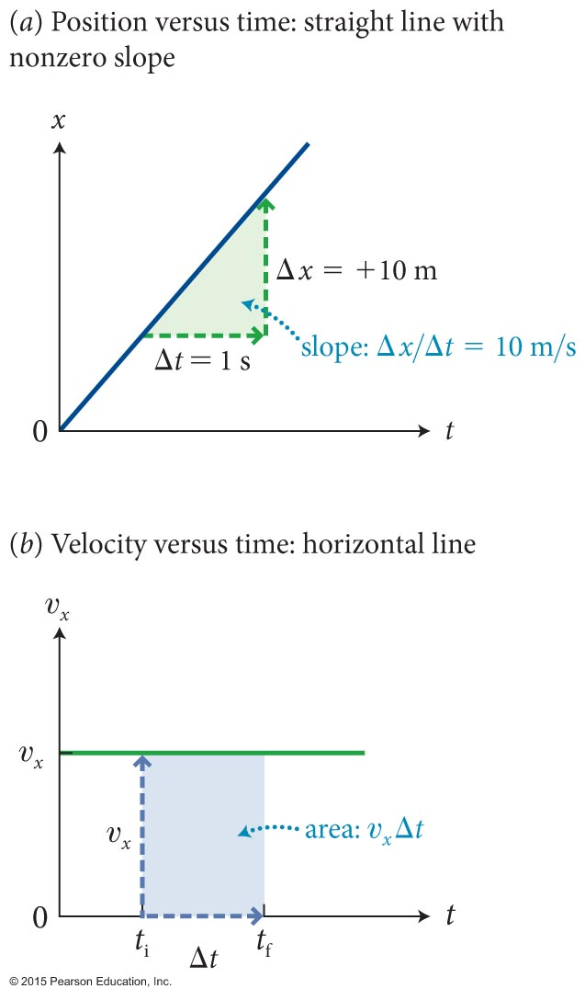 (a) Position versus time: straight line with
nonzero slope
x
Δx = +10 m
slope: Δx/Δt = 10 m/s
Δt = 1 s
0
t
(b) Velocity versus time: horizontal line
vₓ
vₓ
vₓ
area: vₓΔt
0
t
tᵢ
Δt
t_f
© 2015 Pearson Education, Inc.